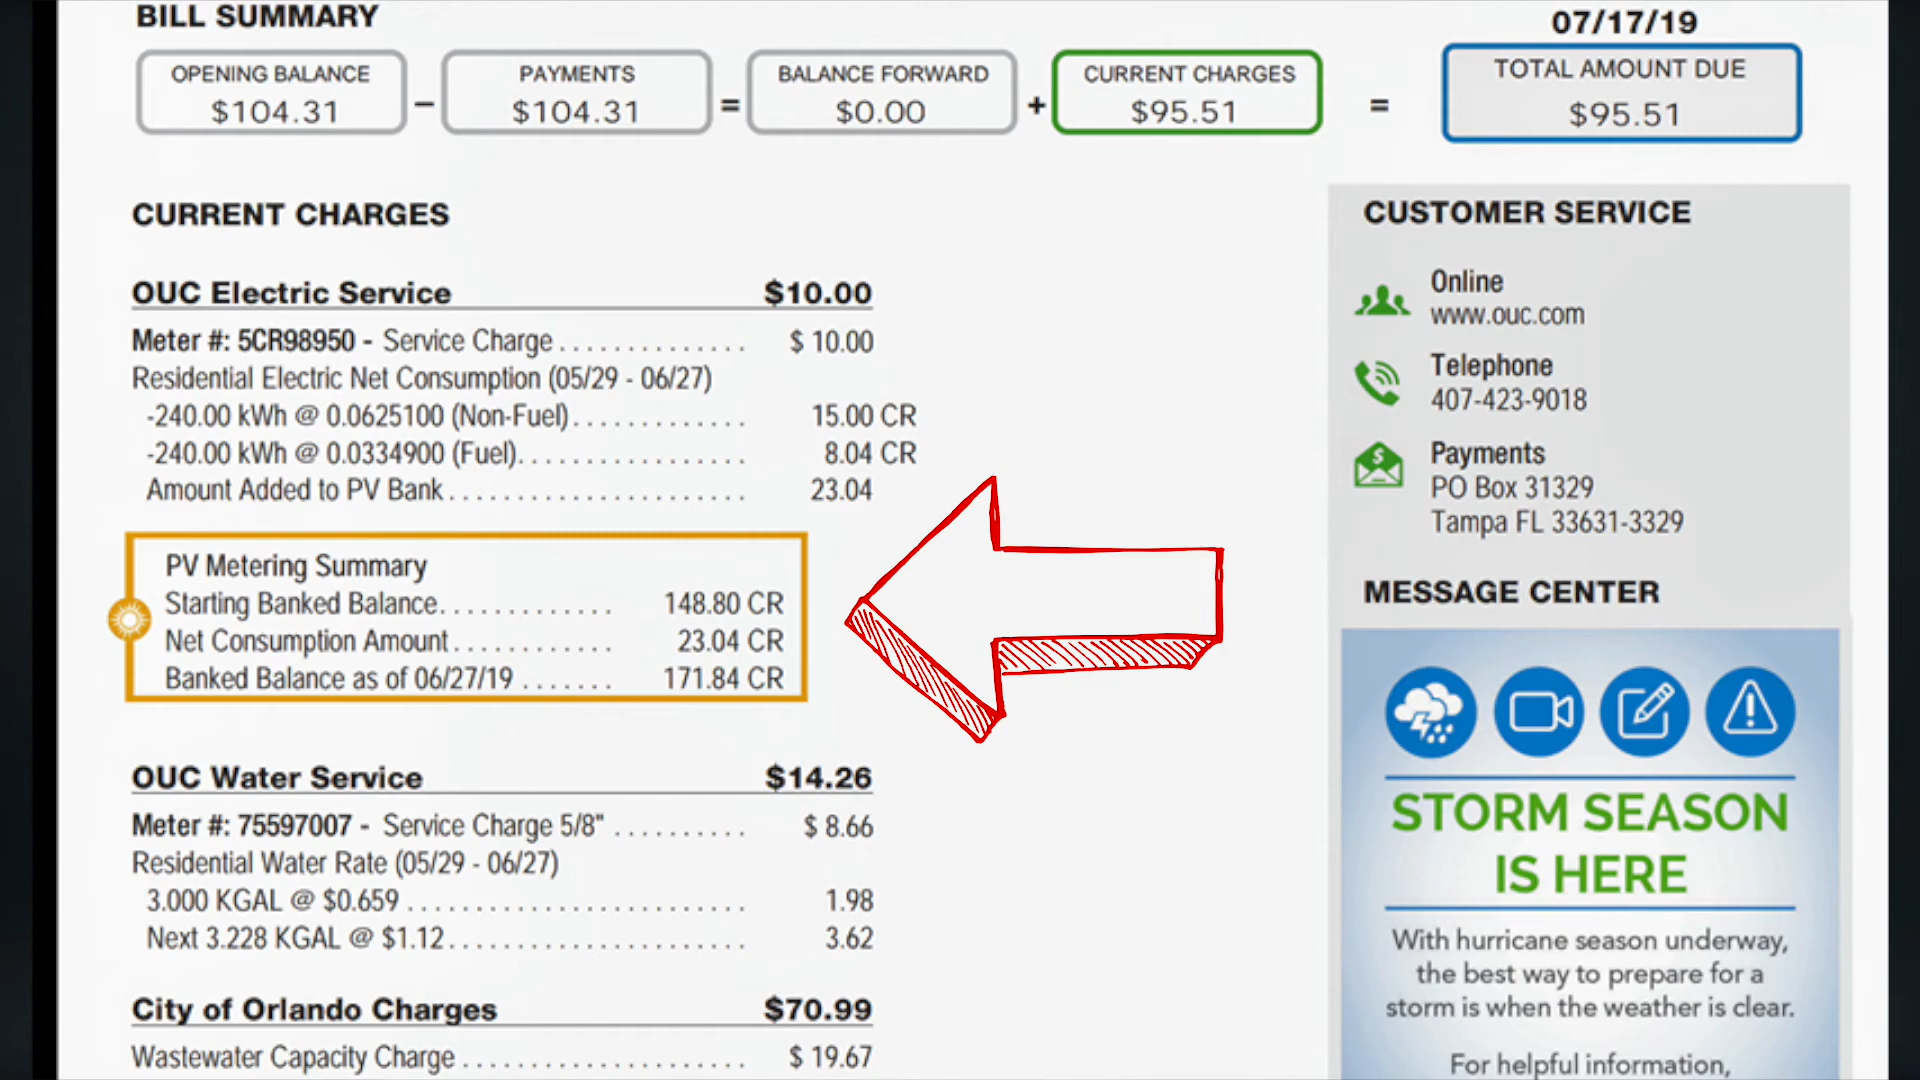 BILL SUMMARY
07/17/19
OPENING BALANCE
$104.31
–
PAYMENTS
$104.31
=
BALANCE FORWARD
$0.00
+
CURRENT CHARGES
$95.51
=
TOTAL AMOUNT DUE
$95.51
CURRENT CHARGES
OUC Electric Service $10.00
Meter #: 5CR98950 - Service Charge.............. $ 10.00
Residential Electric Net Consumption (05/29 - 06/27)
-240.00 kWh @ 0.0625100 (Non-Fuel)............. 15.00 CR
-240.00 kWh @ 0.0334900 (Fuel).................. 8.04 CR
Amount Added to PV Bank........................ 23.04
PV Metering Summary
Starting Banked Balance............. 148.80 CR
Net Consumption Amount............ 23.04 CR
Banked Balance as of 06/27/19 ....... 171.84 CR
OUC Water Service $14.26
Meter #: 75597007 - Service Charge 5/8" .......... $ 8.66
Residential Water Rate (05/29 - 06/27)
3.000 KGAL @ $0.659........................... 1.98
Next 3.228 KGAL @ $1.12........................ 3.62
City of Orlando Charges $70.99
Wastewater Capacity Charge....................... $ 19.67
CUSTOMER SERVICE
Online
www.ouc.com
Telephone
407-423-9018
Payments
PO Box 31329
Tampa FL 33631-3329
MESSAGE CENTER
STORM SEASON
IS HERE
With hurricane season underway,
the best way to prepare for a
storm is when the weather is clear.
For helpful information,